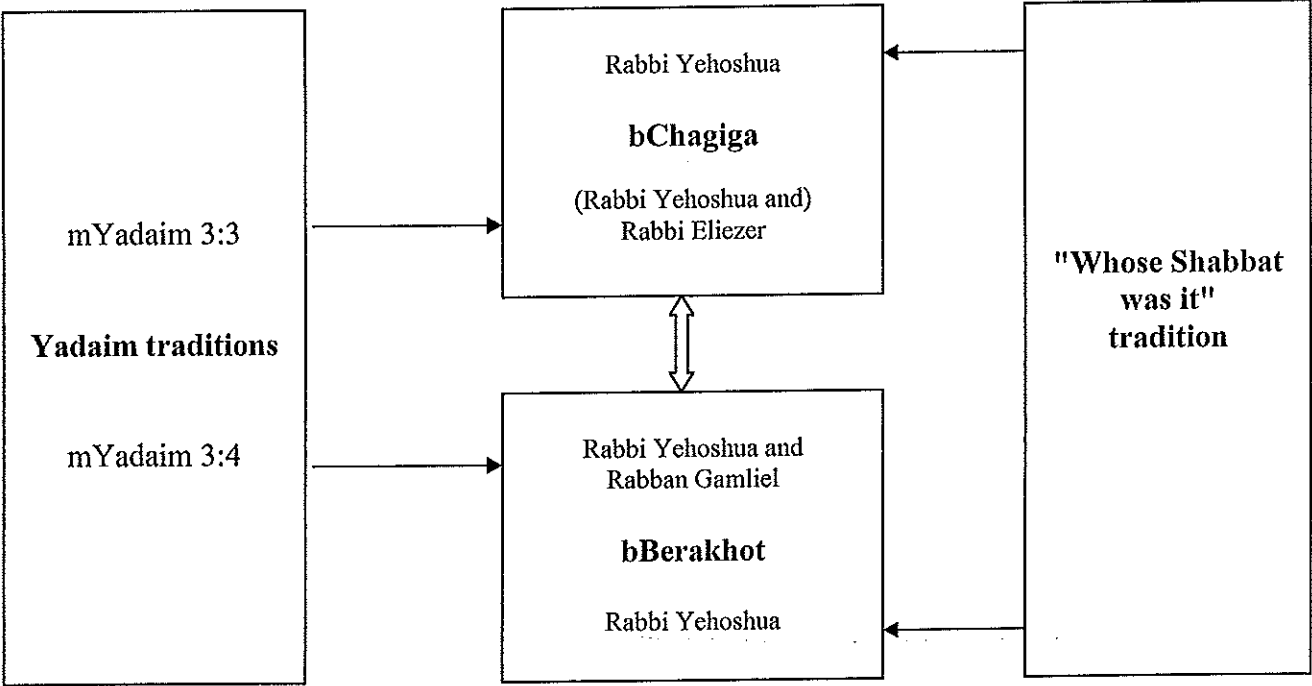 mYadaim 3:3
Yadaim traditions
mYadaim 3:4
Rabbi Yehoshua
bChagiga
(Rabbi Yehoshua and)
Rabbi Eliezer
Rabbi Yehoshua and
Rabban Gamliel
bBerakhot
Rabbi Yehoshua
"Whose Shabbat
was it"
tradition